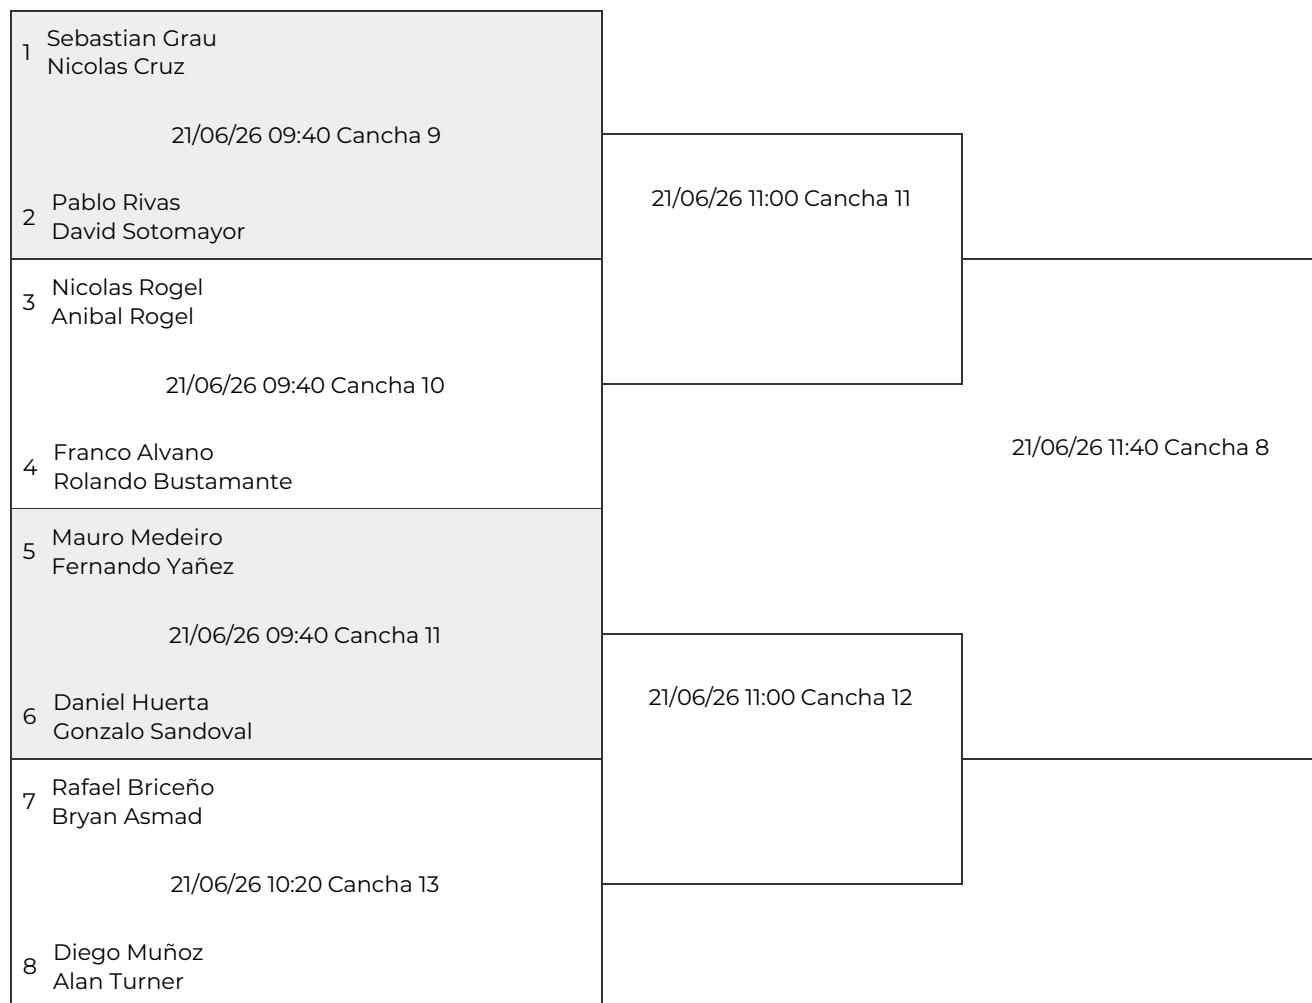 1
Sebastian Grau
Nicolas Cruz
21/06/26 09:40 Cancha 9
2
Pablo Rivas
David Sotomayor
21/06/26 11:00 Cancha 11
3
Nicolas Rogel
Anibal Rogel
21/06/26 09:40 Cancha 10
4
Franco Alvano
Rolando Bustamante
21/06/26 11:40 Cancha 8
5
Mauro Medeiro
Fernando Yañez
21/06/26 09:40 Cancha 11
6
Daniel Huerta
Gonzalo Sandoval
21/06/26 11:00 Cancha 12
7
Rafael Briceño
Bryan Asmad
21/06/26 10:20 Cancha 13
8
Diego Muñoz
Alan Turner